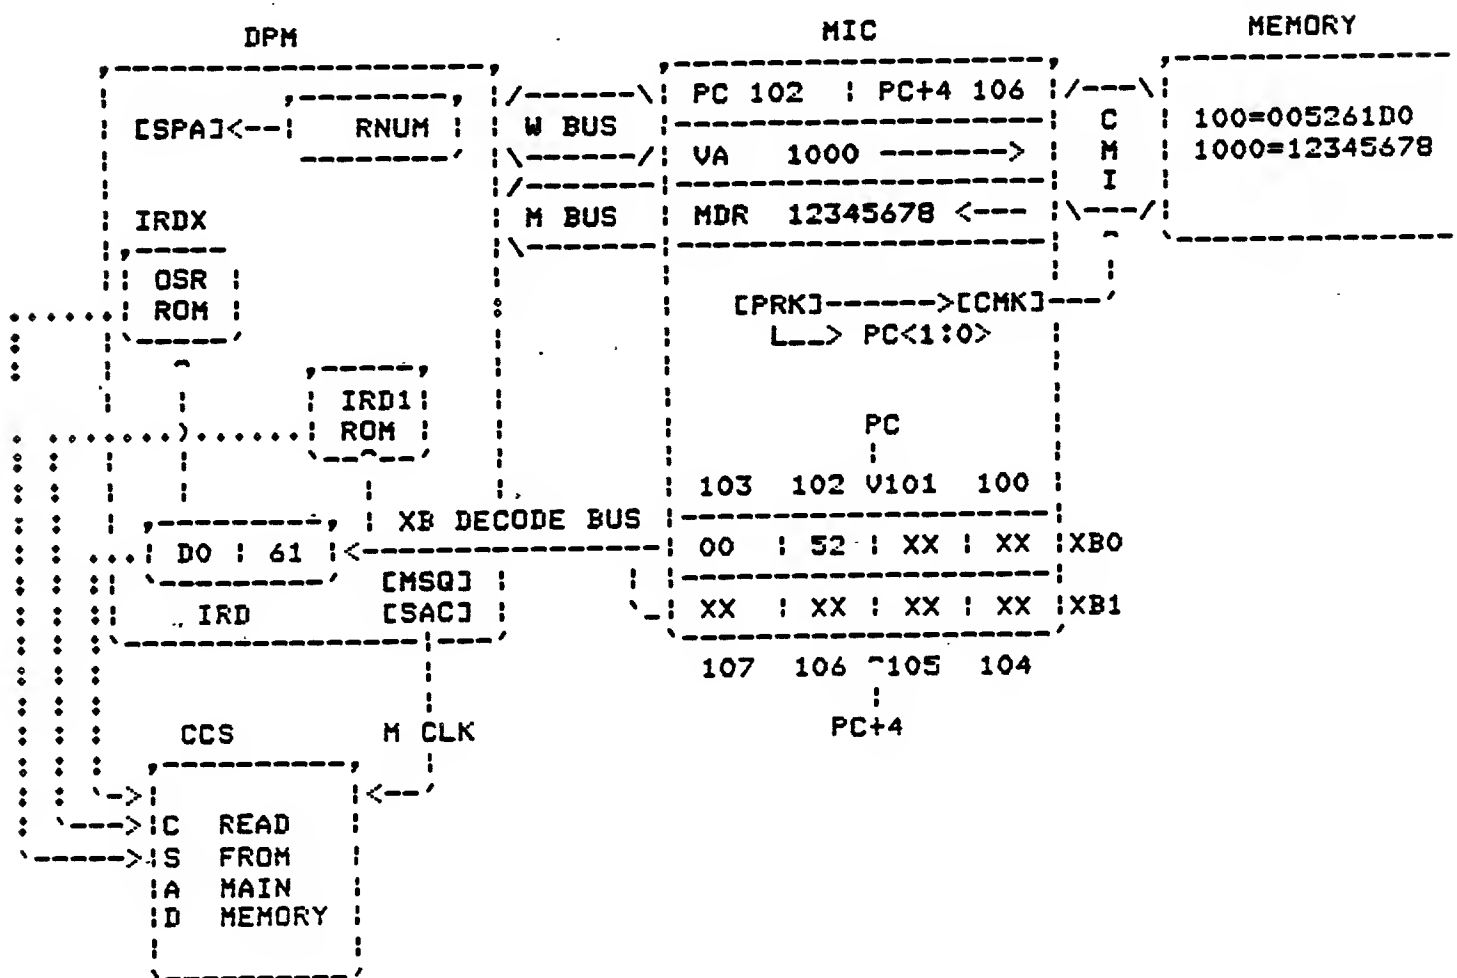 DPM MIC MEMORY
PC 102 PC+4 106
[SPA]<-- RNUM W BUS C 100=005261D0
VA 1000 -------> M 1000=12345678
I
IRDX M BUS MDR 12345678 <---
OSR
ROM [PRK]------>[CMK]
L--> PC<1:0>
IRD1
ROM PC
103 102 V101 100
XB DECODE BUS
D0 61 00 52 XX XX XB0
[MSQ]
IRD [SAC] XX XX XX XX XB1
107 106 ^105 104
CCS M CLK PC+4
C READ
S FROM
A MAIN
D MEMORY